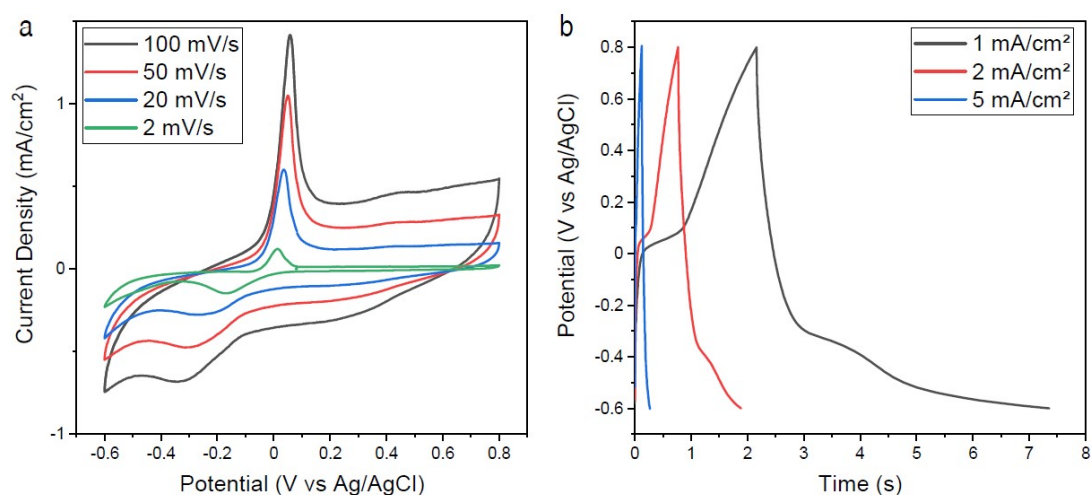 a
100 mV/s
50 mV/s
20 mV/s
2 mV/s
Current Density (mA/cm²)
1
0
-1
-0.6 -0.4 -0.2 0.0 0.2 0.4 0.6 0.8
Potential (V vs Ag/AgCl)
b
1 mA/cm²
2 mA/cm²
5 mA/cm²
Potential (V vs Ag/AgCl)
0.8
0.6
0.4
0.2
0.0
-0.2
-0.4
-0.6
0 1 2 3 4 5 6 7 8
Time (s)